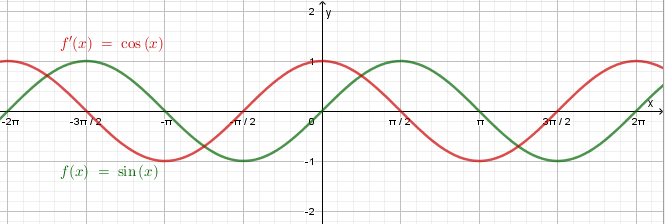 2
y
f′(x) = cos (x)
1
x
-2π
-3π / 2
-π
-π / 2
0
π / 2
π
3π / 2
2π
-1
f(x) = sin (x)
-2